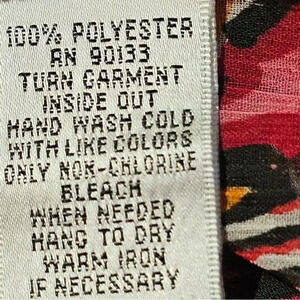 100% POLYESTER
RN 90133
TURN GARMENT
INSIDE OUT
HAND WASH COLD
WITH LIKE COLORS
ONLY NON-CHLORINE
BLEACH
WHEN NEEDED
HANG TO DRY
WARM IRON
IF NECESSARY